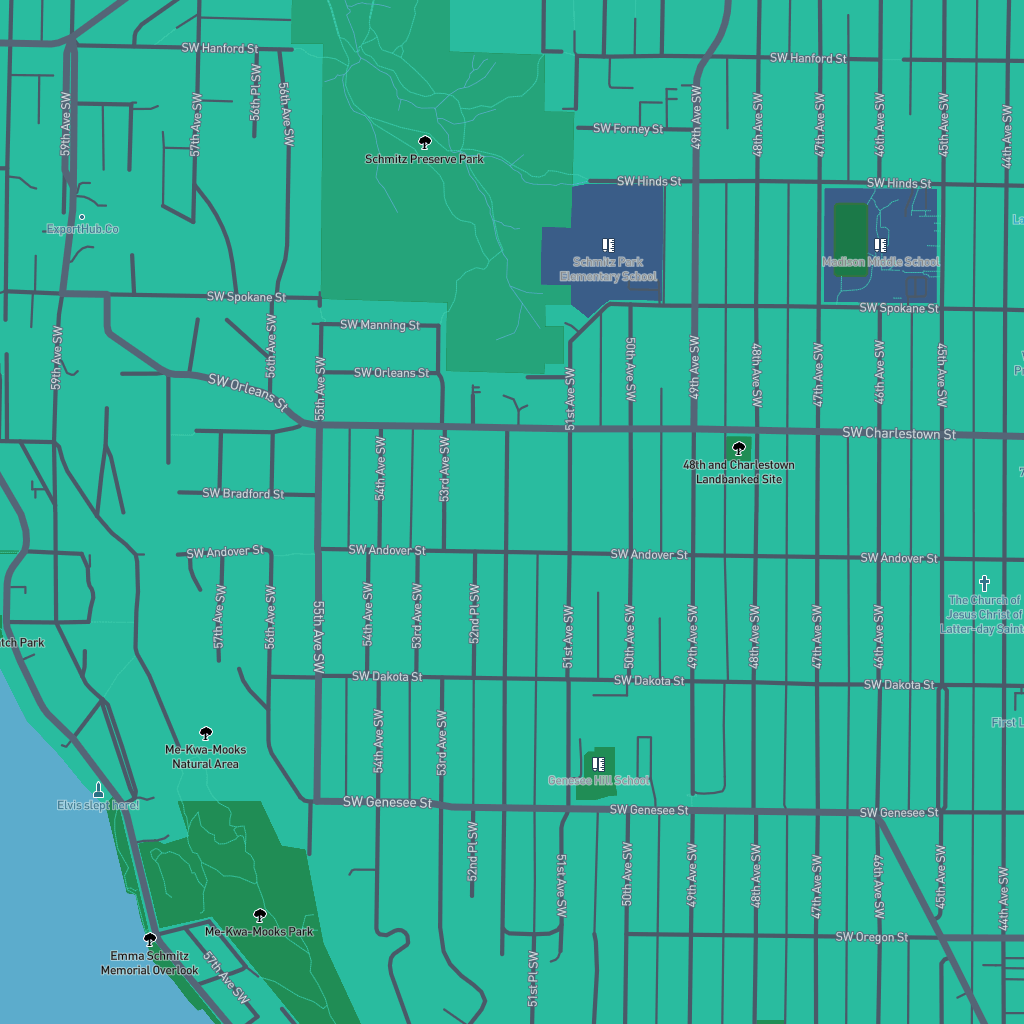 SW Hanford St
SW Hanford St
59th Ave SW
57th Ave SW
56th Pl SW
56th Ave SW
49th Ave SW
48th Ave SW
47th Ave SW
46th Ave SW
45th Ave SW
44th Ave SW
SW Forney St
Schmitz Preserve Park
SW Hinds St
SW Hinds St
ExportHub.Co
Schmitz Park
Elementary School
Madison Middle School
SW Spokane St
SW Spokane St
SW Manning St
59th Ave SW
56th Ave SW
55th Ave SW
SW Orleans St
SW Orleans St
51st Ave SW
50th Ave SW
49th Ave SW
48th Ave SW
47th Ave SW
46th Ave SW
45th Ave SW
SW Charlestown St
48th and Charlestown
Landbanked Site
54th Ave SW
53rd Ave SW
SW Bradford St
SW Andover St
SW Andover St
SW Andover St
SW Andover St
The Church of
Jesus Christ of
Latter-day Saints
57th Ave SW
56th Ave SW
55th Ave SW
54th Ave SW
53rd Ave SW
52nd Pl SW
51st Ave SW
50th Ave SW
49th Ave SW
48th Ave SW
47th Ave SW
46th Ave SW
tch Park
SW Dakota St
SW Dakota St
SW Dakota St
First L
54th Ave SW
53rd Ave SW
Me-Kwa-Mooks
Natural Area
Genesee Hill School
Elvis slept here!
SW Genesee St
SW Genesee St
SW Genesee St
52nd Pl SW
51st Ave SW
50th Ave SW
49th Ave SW
48th Ave SW
47th Ave SW
46th Ave SW
45th Ave SW
44th Ave SW
Me-Kwa-Mooks Park
SW Oregon St
Emma Schmitz
Memorial Overlook
57th Ave SW
51st Pl SW